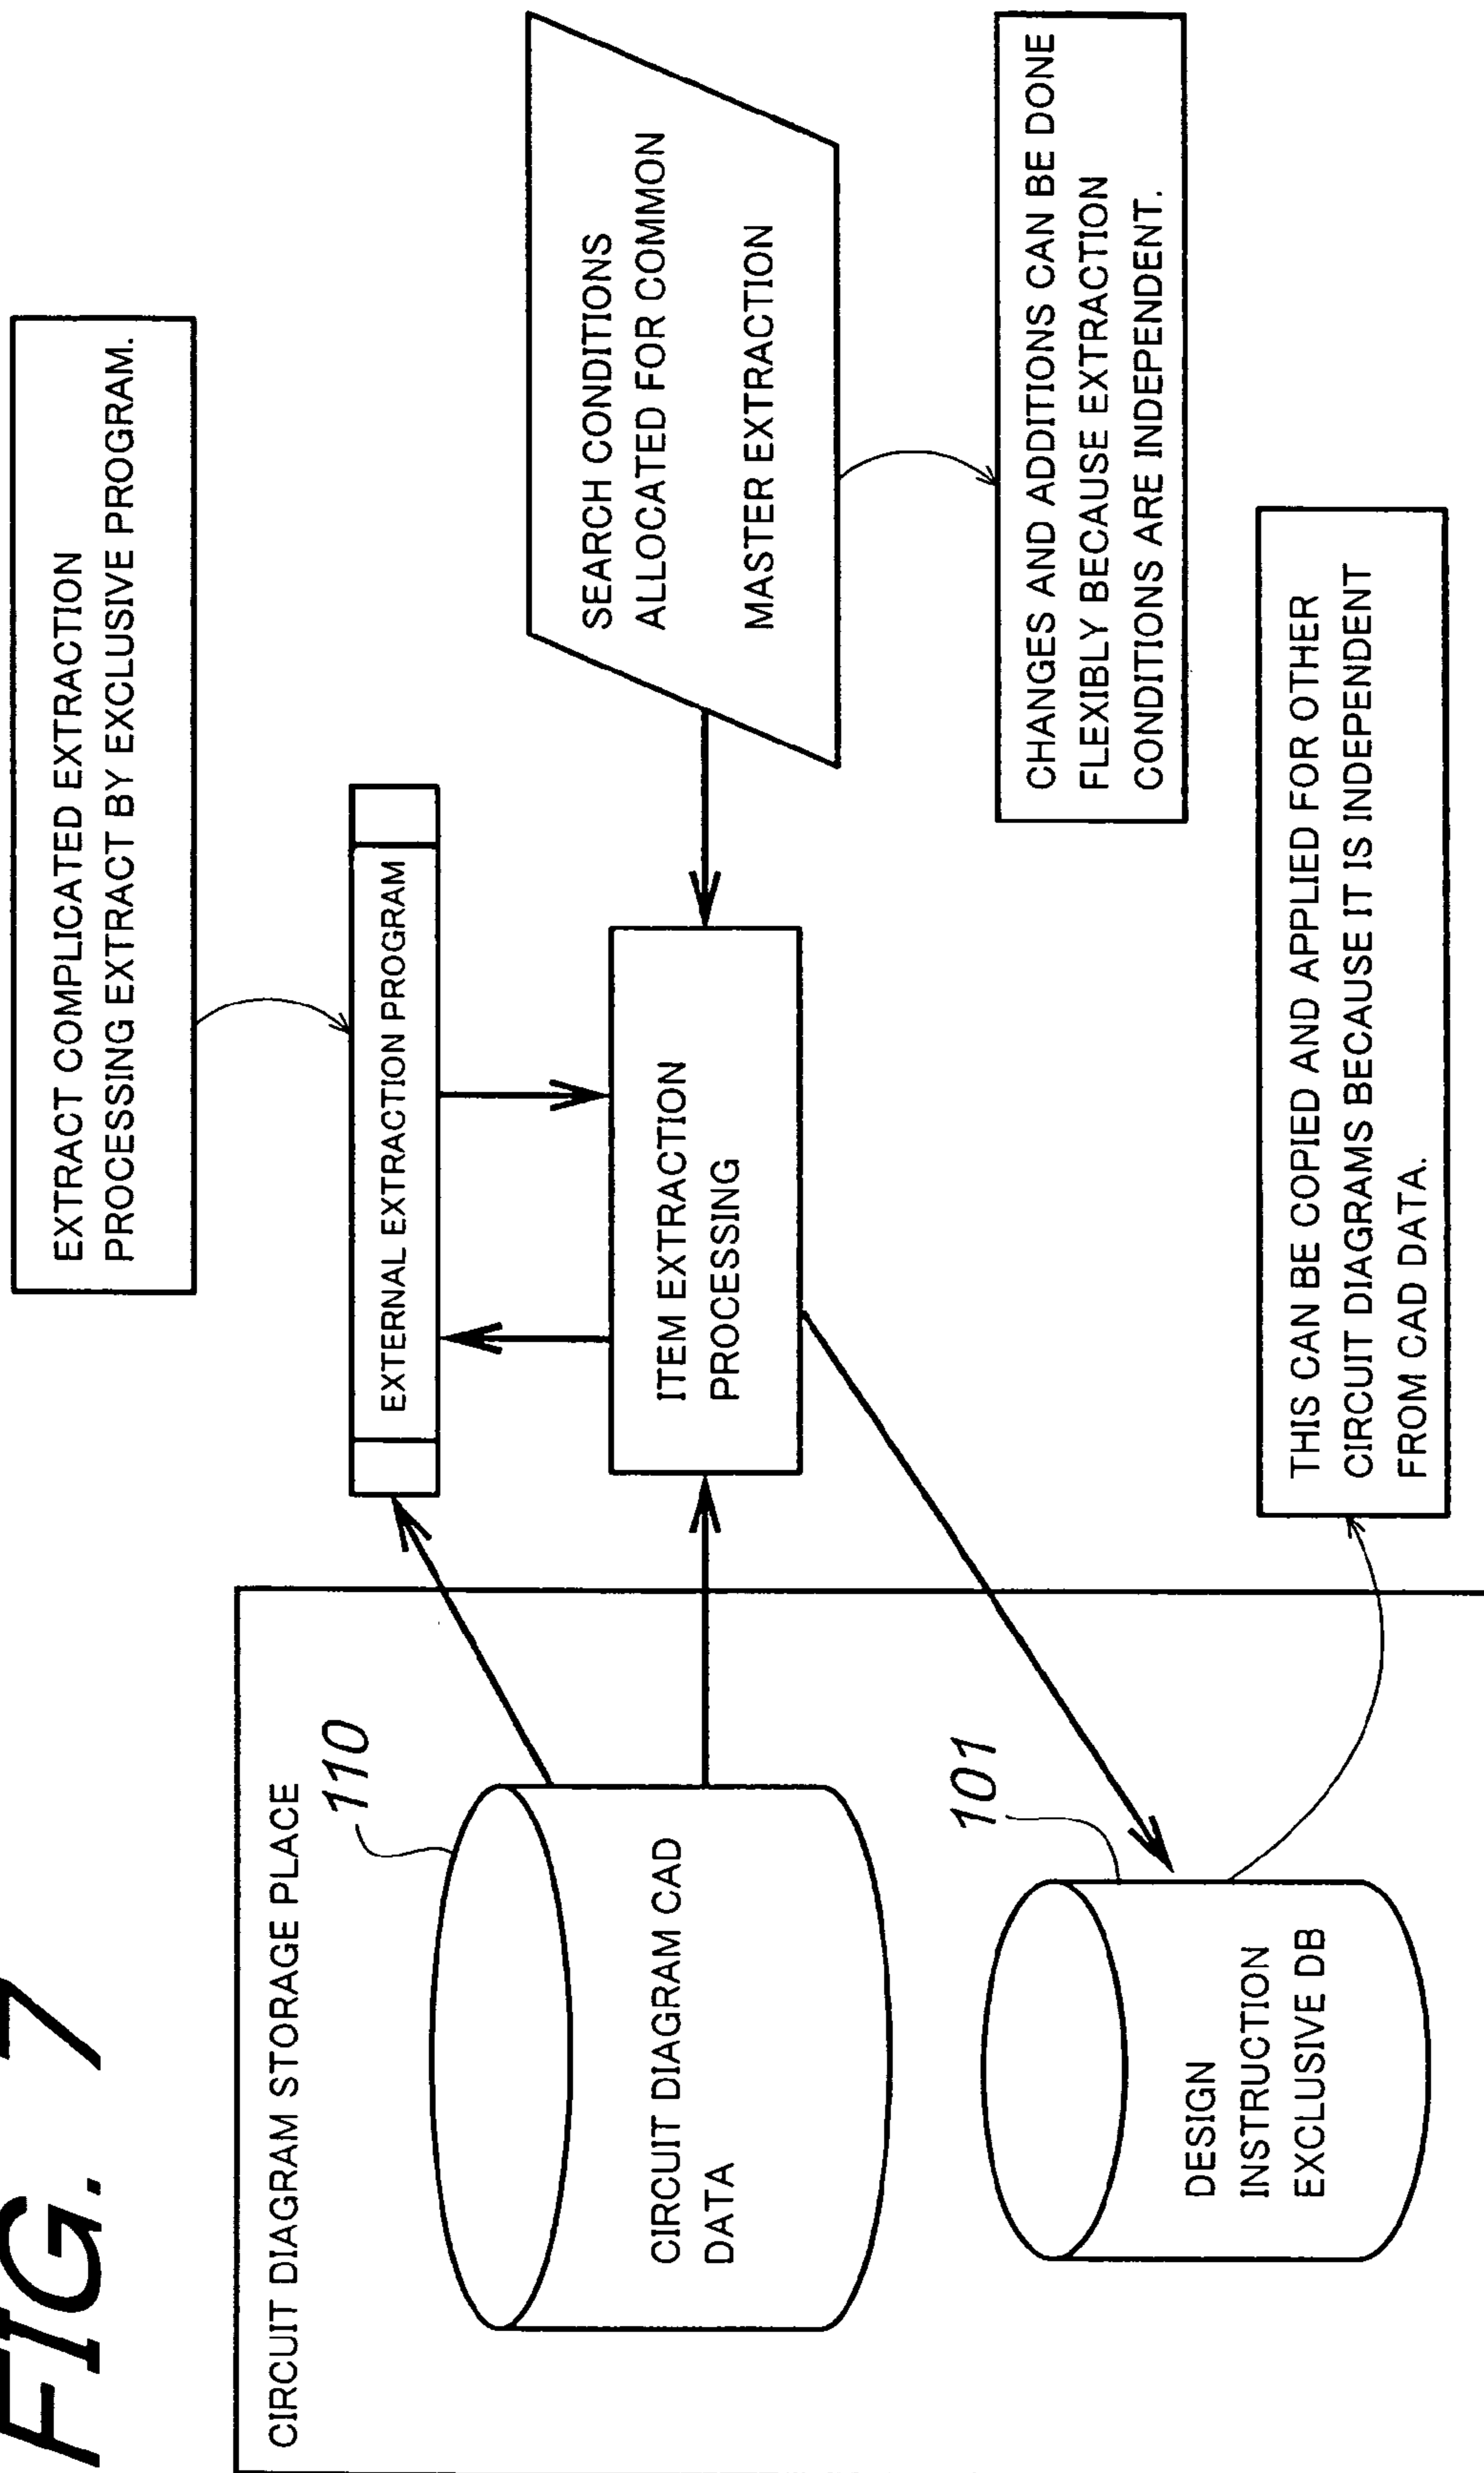 FIG. 7
EXTRACT COMPLICATED EXTRACTION
PROCESSING EXTRACT BY EXCLUSIVE PROGRAM.
CIRCUIT DIAGRAM STORAGE PLACE
110
EXTERNAL EXTRACTION PROGRAM
CIRCUIT DIAGRAM CAD
DATA
ITEM EXTRACTION
PROCESSING
SEARCH CONDITIONS
ALLOCATED FOR COMMON
MASTER EXTRACTION
101
DESIGN
INSTRUCTION
EXCLUSIVE DB
CHANGES AND ADDITIONS CAN BE DONE
FLEXIBLY BECAUSE EXTRACTION
CONDITIONS ARE INDEPENDENT.
THIS CAN BE COPIED AND APPLIED FOR OTHER
CIRCUIT DIAGRAMS BECAUSE IT IS INDEPENDENT
FROM CAD DATA.